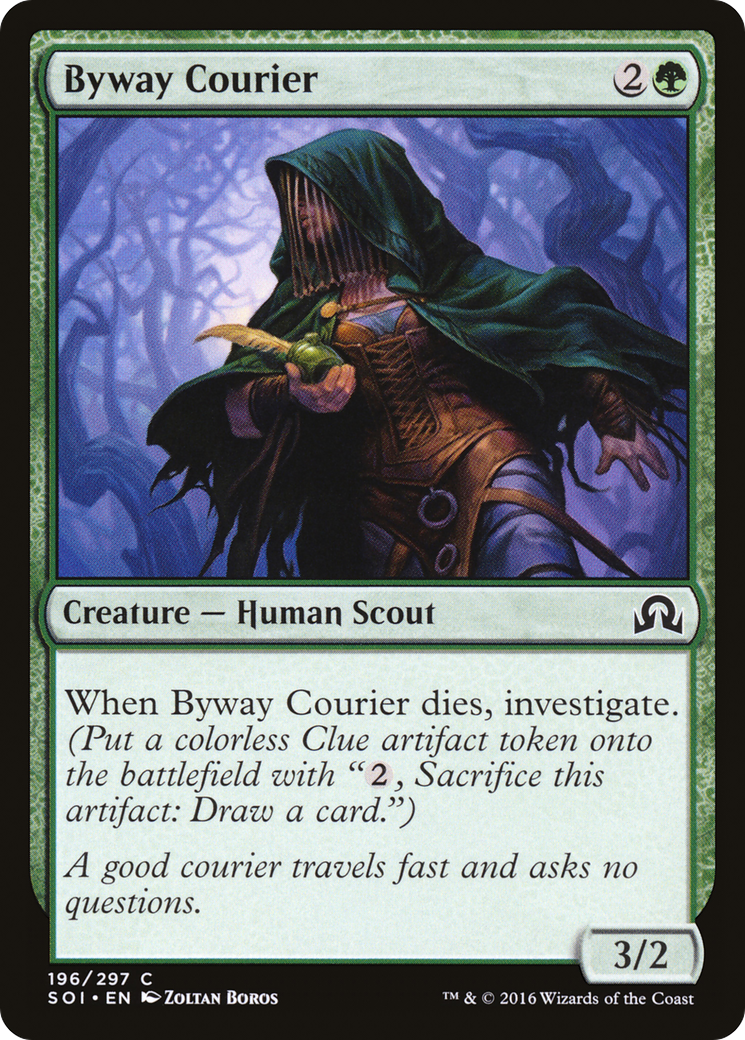 Byway Courier 2
Creature — Human Scout
When Byway Courier dies, investigate.
(Put a colorless Clue artifact token onto
the battlefield with “2, Sacrifice this
artifact: Draw a card.”)
A good courier travels fast and asks no
questions.
3/2
196/297 C
SOI • EN Zoltan Boros
™ & © 2016 Wizards of the Coast